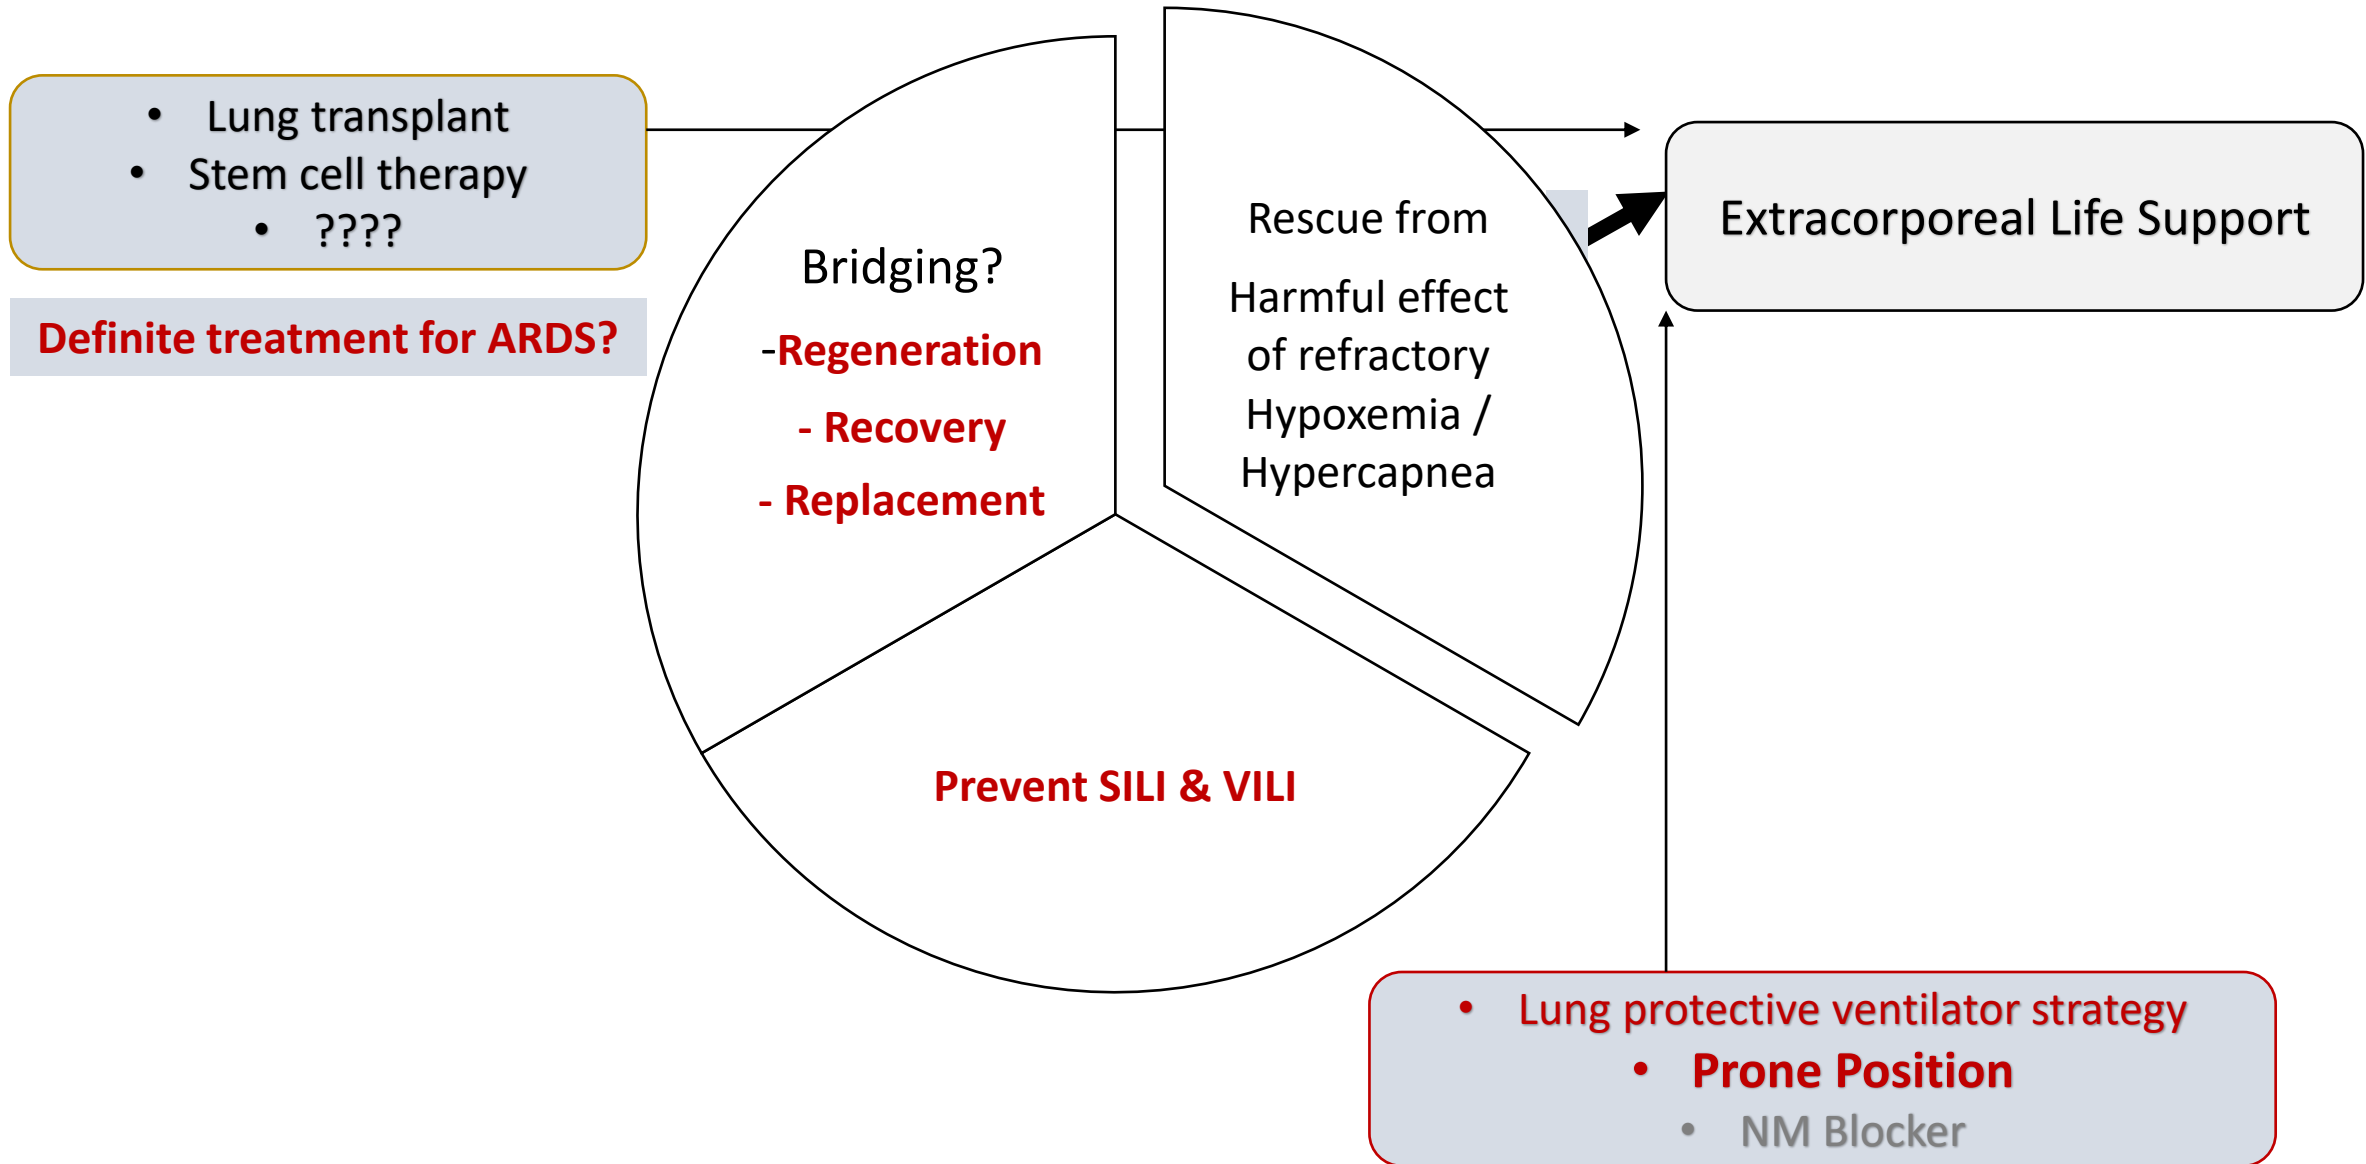 • Lung transplant
• Stem cell therapy
• ????
Definite treatment for ARDS?
Bridging?
-Regeneration
- Recovery
- Replacement
Rescue from
Harmful effect
of refractory
Hypoxemia /
Hypercapnea
Extracorporeal Life Support
Prevent SILI & VILI
• Lung protective ventilator strategy
• Prone Position
• NM Blocker